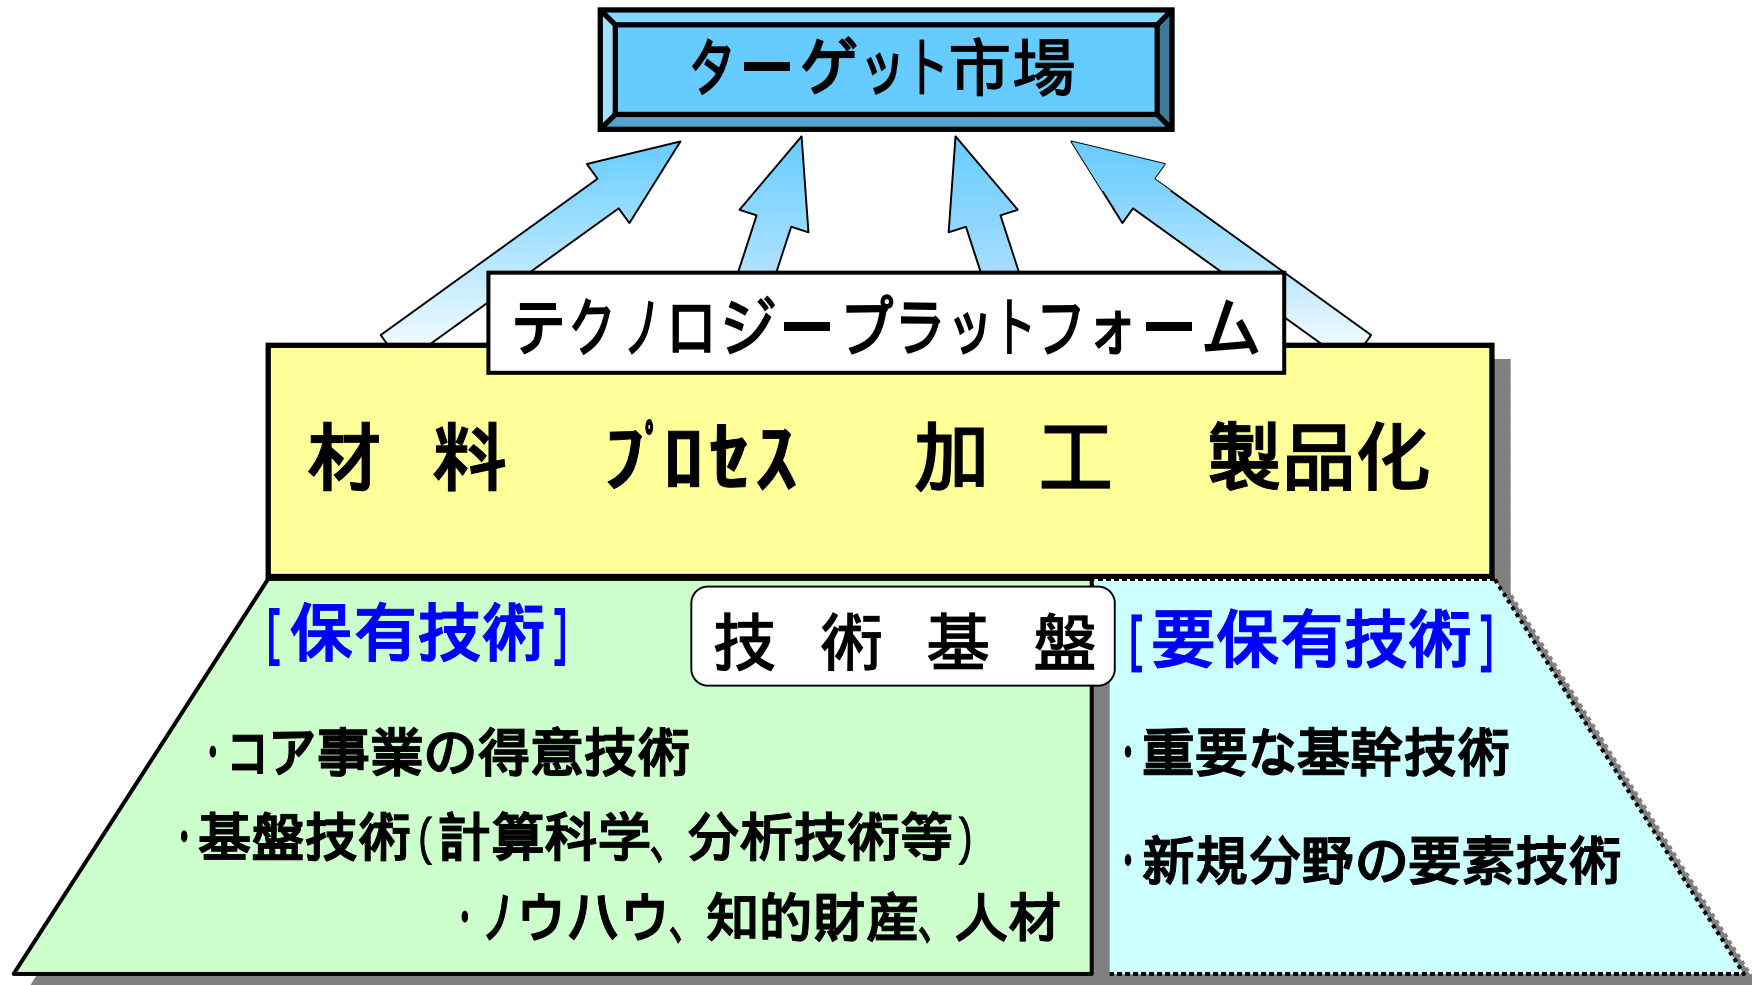 ターゲット市場
テクノロジープラットフォーム
材 料 プロセス 加 工 製品化
技 術 基 盤
[保有技術]
・コア事業の得意技術
・基盤技術(計算科学、分析技術等)
・ノウハウ、知的財産、人材
[要保有技術]
・重要な基幹技術
・新規分野の要素技術